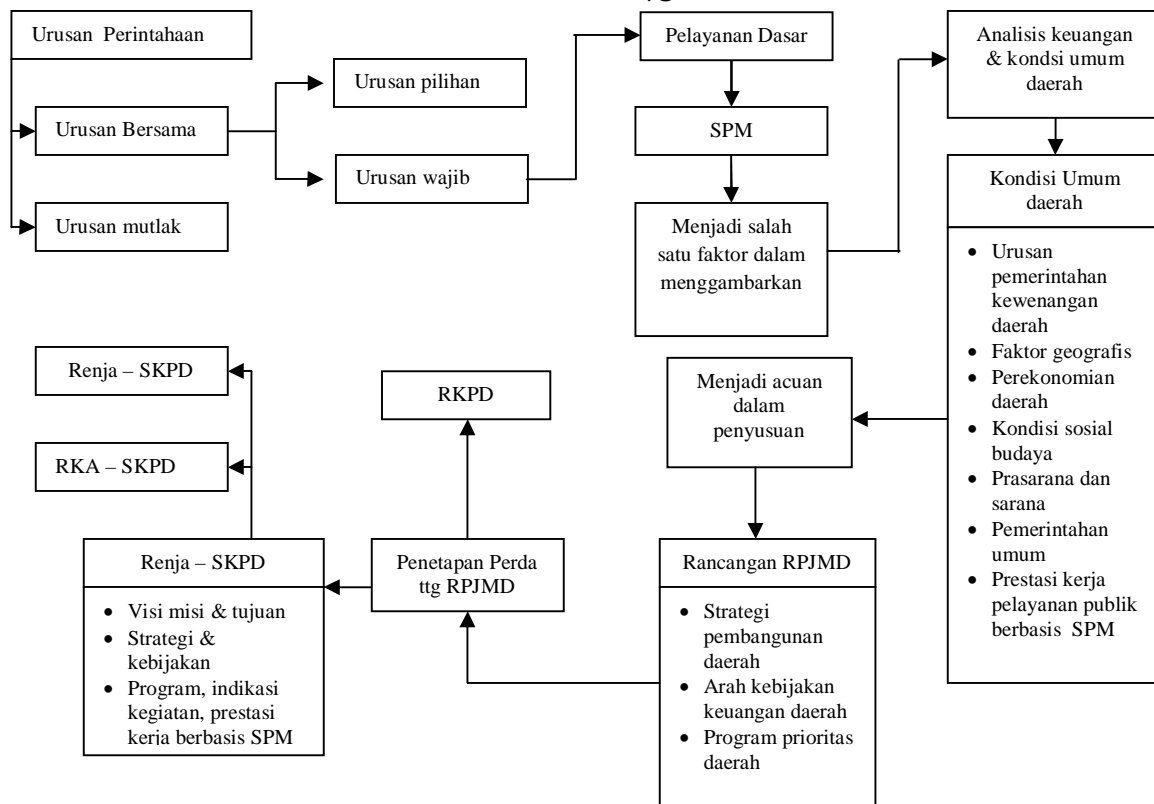 Urusan Perintahaan
Urusan Bersama
Urusan mutlak
Urusan pilihan
Urusan wajib
Pelayanan Dasar
SPM
Menjadi salah
satu faktor dalam
menggambarkan
Analisis keuangan
& kondsi umum
daerah
Kondisi Umum
daerah
• Urusan
pemerintahan
kewenangan
daerah
• Faktor geografis
• Perekonomian
daerah
• Kondisi sosial
budaya
• Prasarana dan
sarana
• Pemerintahan
umum
• Prestasi kerja
pelayanan publik
berbasis SPM
Menjadi acuan
dalam
penyusuan
Rancangan RPJMD
• Strategi
pembangunan
daerah
• Arah kebijakan
keuangan daerah
• Program prioritas
daerah
Penetapan Perda
ttg RPJMD
RKPD
Renja – SKPD
• Visi misi & tujuan
• Strategi &
kebijakan
• Program, indikasi
kegiatan, prestasi
kerja berbasis SPM
RKA – SKPD
Renja – SKPD